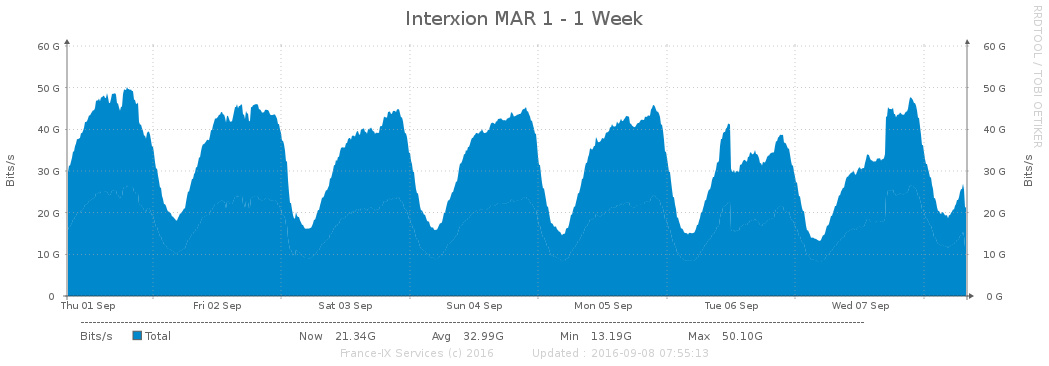 Interxion MAR 1 - 1 Week
RRDTOOL / TOBI OETIKER
Bits/s
60 G 60 G
50 G 50 G
40 G 40 G
30 G 30 G
20 G 20 G
10 G 10 G
0 0 G
Bits/s
Thu 01 Sep Fri 02 Sep Sat 03 Sep Sun 04 Sep Mon 05 Sep Tue 06 Sep Wed 07 Sep
Bits/s Total Now 21.34G Avg 32.99G Min 13.19G Max 50.10G
France-IX Services (c) 2016 Updated : 2016-09-08 07:55:13